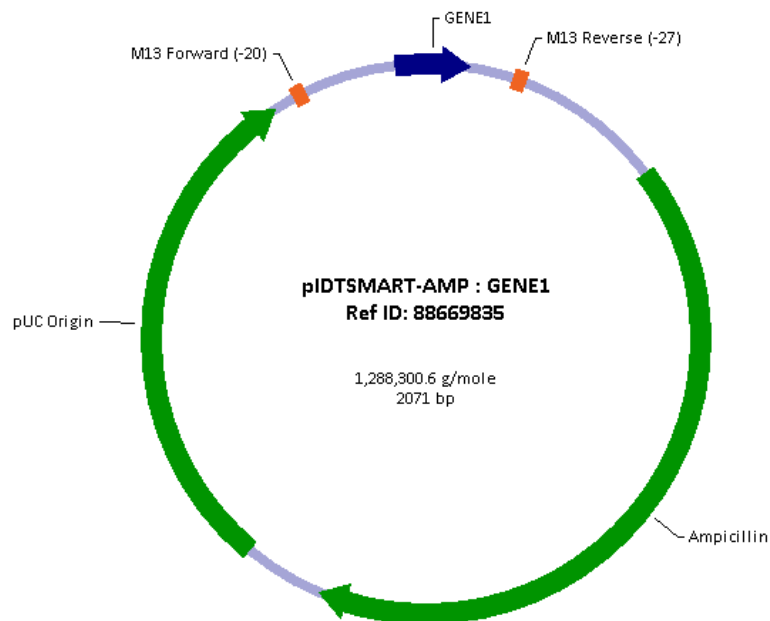 GENE1
M13 Forward (-20)
M13 Reverse (-27)
pIDTSMART-AMP : GENE1
Ref ID: 88669835
pUC Origin
1,288,300.6 g/mole
2071 bp
Ampicillin